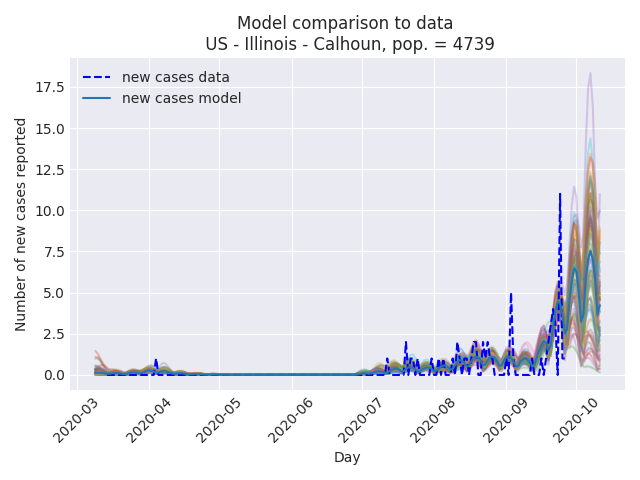 Model comparison to data
US - Illinois - Calhoun, pop. = 4739
new cases data
new cases model
17.5
15.0
12.5
10.0
7.5
5.0
2.5
0.0
Number of new cases reported
2020-03
2020-04
2020-05
2020-06
2020-07
2020-08
2020-09
2020-10
Day